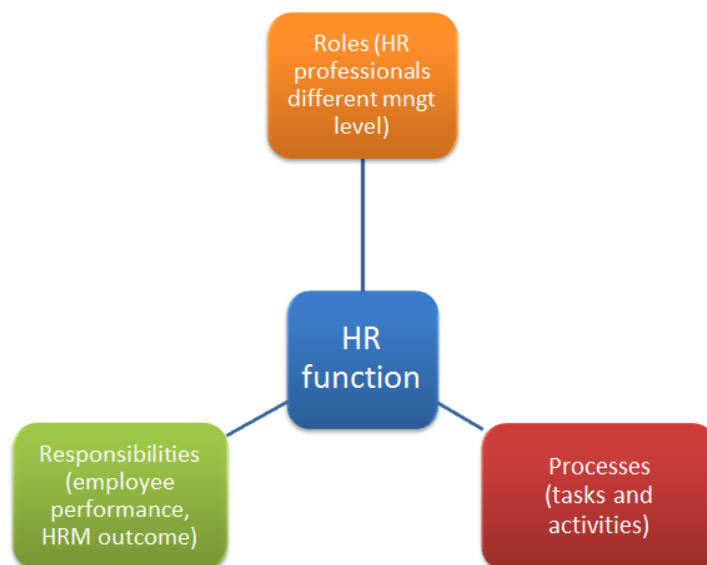 Roles (HR
professionals
different mngt
level)
HR
function
Responsibilities
(employee
performance,
HRM outcome)
Processes
(tasks and
activities)